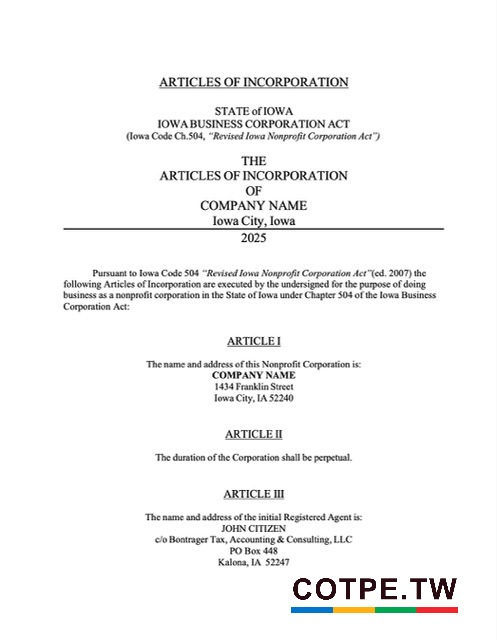 ARTICLES OF INCORPORATION
STATE of IOWA
IOWA BUSINESS CORPORATION ACT
(Iowa Code Ch.504, “Revised Iowa Nonprofit Corporation Act”)
THE
ARTICLES OF INCORPORATION
OF
COMPANY NAME
Iowa City, Iowa
2025
Pursuant to Iowa Code 504 “Revised Iowa Nonprofit Corporation Act”(ed. 2007) the
following Articles of Incorporation are executed by the undersigned for the purpose of doing
business as a nonprofit corporation in the State of Iowa under Chapter 504 of the Iowa Business
Corporation Act:
ARTICLE I
The name and address of this Nonprofit Corporation is:
COMPANY NAME
1434 Franklin Street
Iowa City, IA 52240
ARTICLE II
The duration of the Corporation shall be perpetual.
ARTICLE III
The name and address of the initial Registered Agent is:
JOHN CITIZEN
c/o Bontrager Tax, Accounting & Consulting, LLC
PO Box 448
Kalona, IA 52247
COTPE.TW